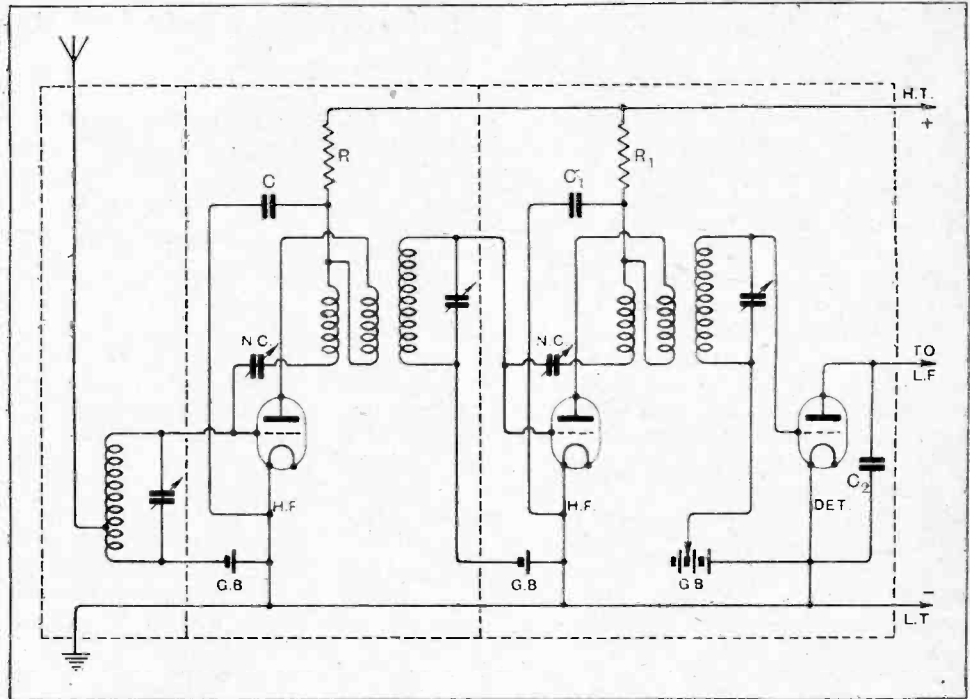 H.T.
+
R
R1
C
C1
N.C.
N.C.
TO
L.F
C2
H.F.
H.F.
DET.
G.B
G.B
G.B
-
L.T